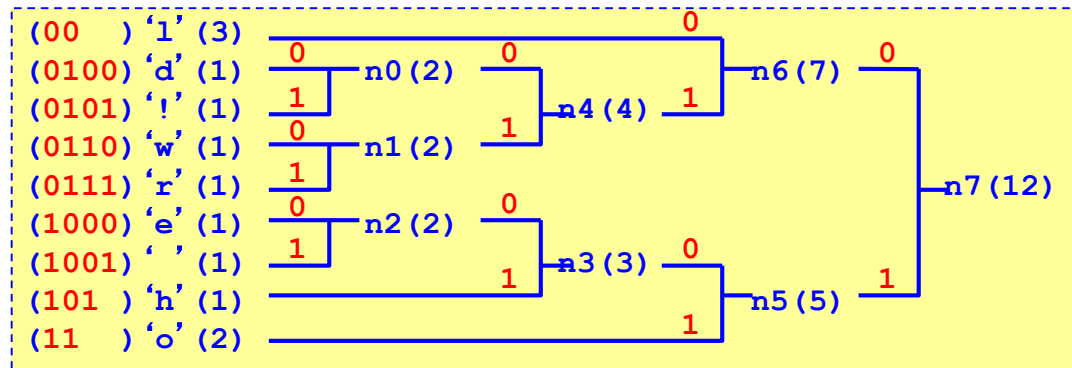 (00  )‘l’(3) 0
(0100)‘d’(1) 0 n0(2) 0 n6(7) 0
(0101)‘!’(1) 1 n4(4) 1
(0110)‘w’(1) 0 n1(2) 1
(0111)‘r’(1) 1 n7(12)
(1000)‘e’(1) 0 n2(2) 0
(1001)‘ ’(1) 1 n3(3) 0
(101 )‘h’(1) 1 n5(5) 1
(11  )‘o’(2) 1